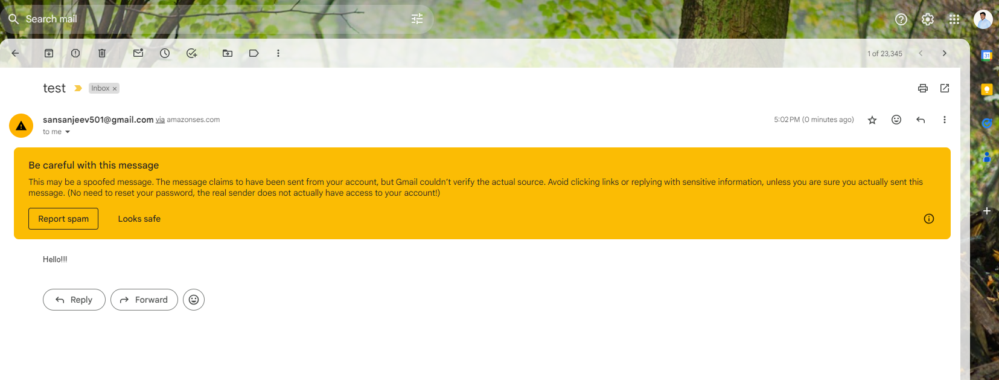 Search mail
1 of 23,345
31
test
Inbox ×
sansanjeev501@gmail.com via amazonses.com
5:02 PM (0 minutes ago)
to me
Be careful with this message
This may be a spoofed message. The message claims to have been sent from your account, but Gmail couldn't verify the actual source. Avoid clicking links or replying with sensitive information, unless you are sure you actually sent this
message. (No need to reset your password, the real sender does not actually have access to your account!)
Report spam
Looks safe
Hello!!!
Reply
Forward